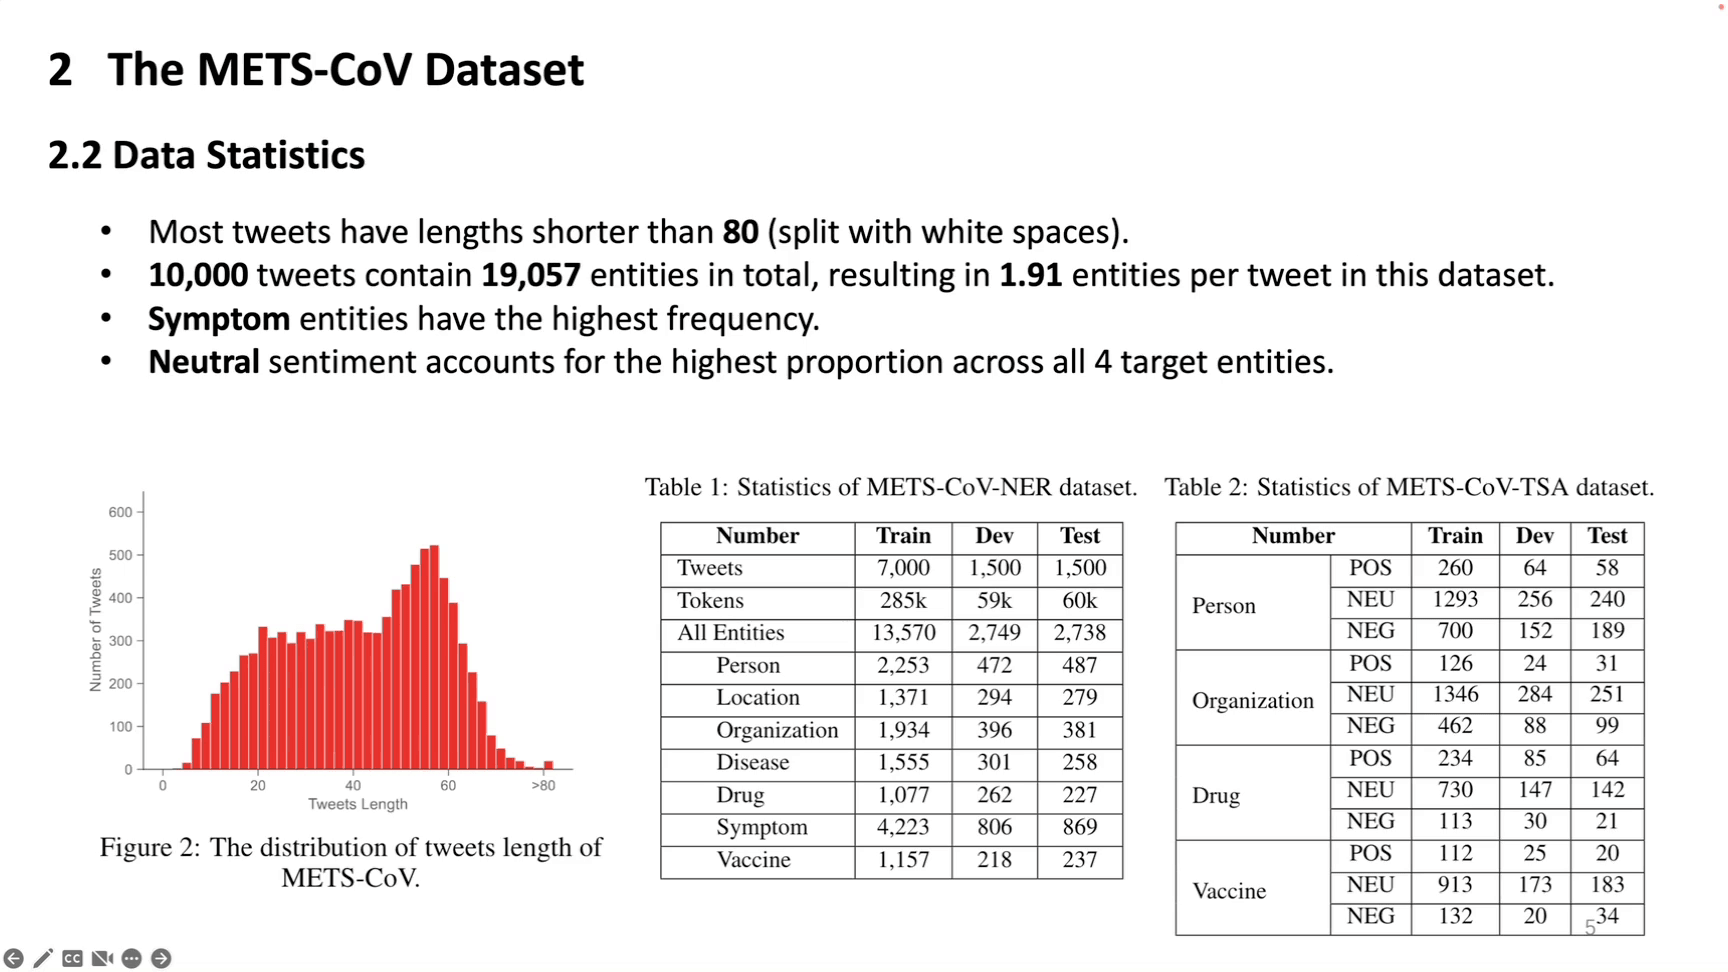 2 The METS-CoV Dataset
2.2 Data Statistics
• Most tweets have lengths shorter than 80 (split with white spaces).
• 10,000 tweets contain 19,057 entities in total, resulting in 1.91 entities per tweet in this dataset.
• Symptom entities have the highest frequency.
• Neutral sentiment accounts for the highest proportion across all 4 target entities.
600
500
400
300
200
100
0
Number of Tweets
0 20 40 60 >80
Tweets Length
Figure 2: The distribution of tweets length of
METS-CoV.
Table 1: Statistics of METS-CoV-NER dataset.
Number Train Dev Test
Tweets 7,000 1,500 1,500
Tokens 285k 59k 60k
All Entities 13,570 2,749 2,738
Person 2,253 472 487
Location 1,371 294 279
Organization 1,934 396 381
Disease 1,555 301 258
Drug 1,077 262 227
Symptom 4,223 806 869
Vaccine 1,157 218 237
Table 2: Statistics of METS-CoV-TSA dataset.
Number Train Dev Test
POS 260 64 58
Person NEU 1293 256 240
NEG 700 152 189
POS 126 24 31
Organization NEU 1346 284 251
NEG 462 88 99
POS 234 85 64
Drug NEU 730 147 142
NEG 113 30 21
POS 112 25 20
Vaccine NEU 913 173 183
NEG 132 20 34
5
CC